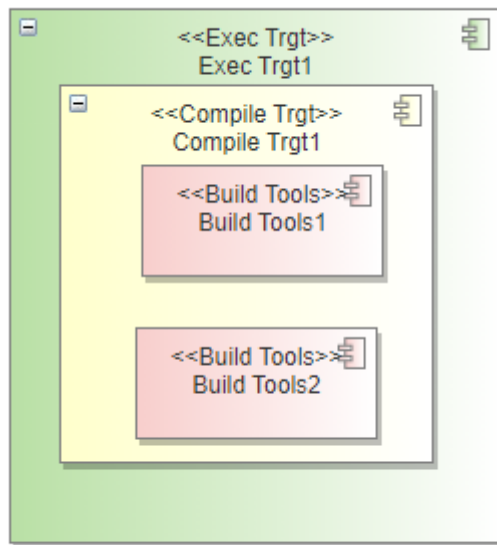 <<Exec Trgt>>
Exec Trgt1
<<Compile Trgt>>
Compile Trgt1
<<Build Tools>>
Build Tools1
<<Build Tools>>
Build Tools2